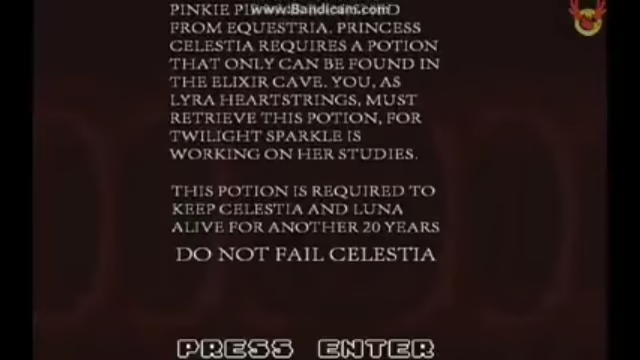 www.Bandicam.com
PINKIE
FROM EQUESTRIA. PRINCESS
CELESTIA REQUIRES A POTION
THAT ONLY CAN BE FOUND IN
THE ELIXIR CAVE. YOU, AS
LYRA HEARTSTRINGS, MUST
RETRIEVE THIS POTION, FOR
TWILIGHT SPARKLE IS
WORKING ON HER STUDIES.
THIS POTION IS REQUIRED TO
KEEP CELESTIA AND LUNA
ALIVE FOR ANOTHER 20 YEARS
DO NOT FAIL CELESTIA
PRESS ENTER